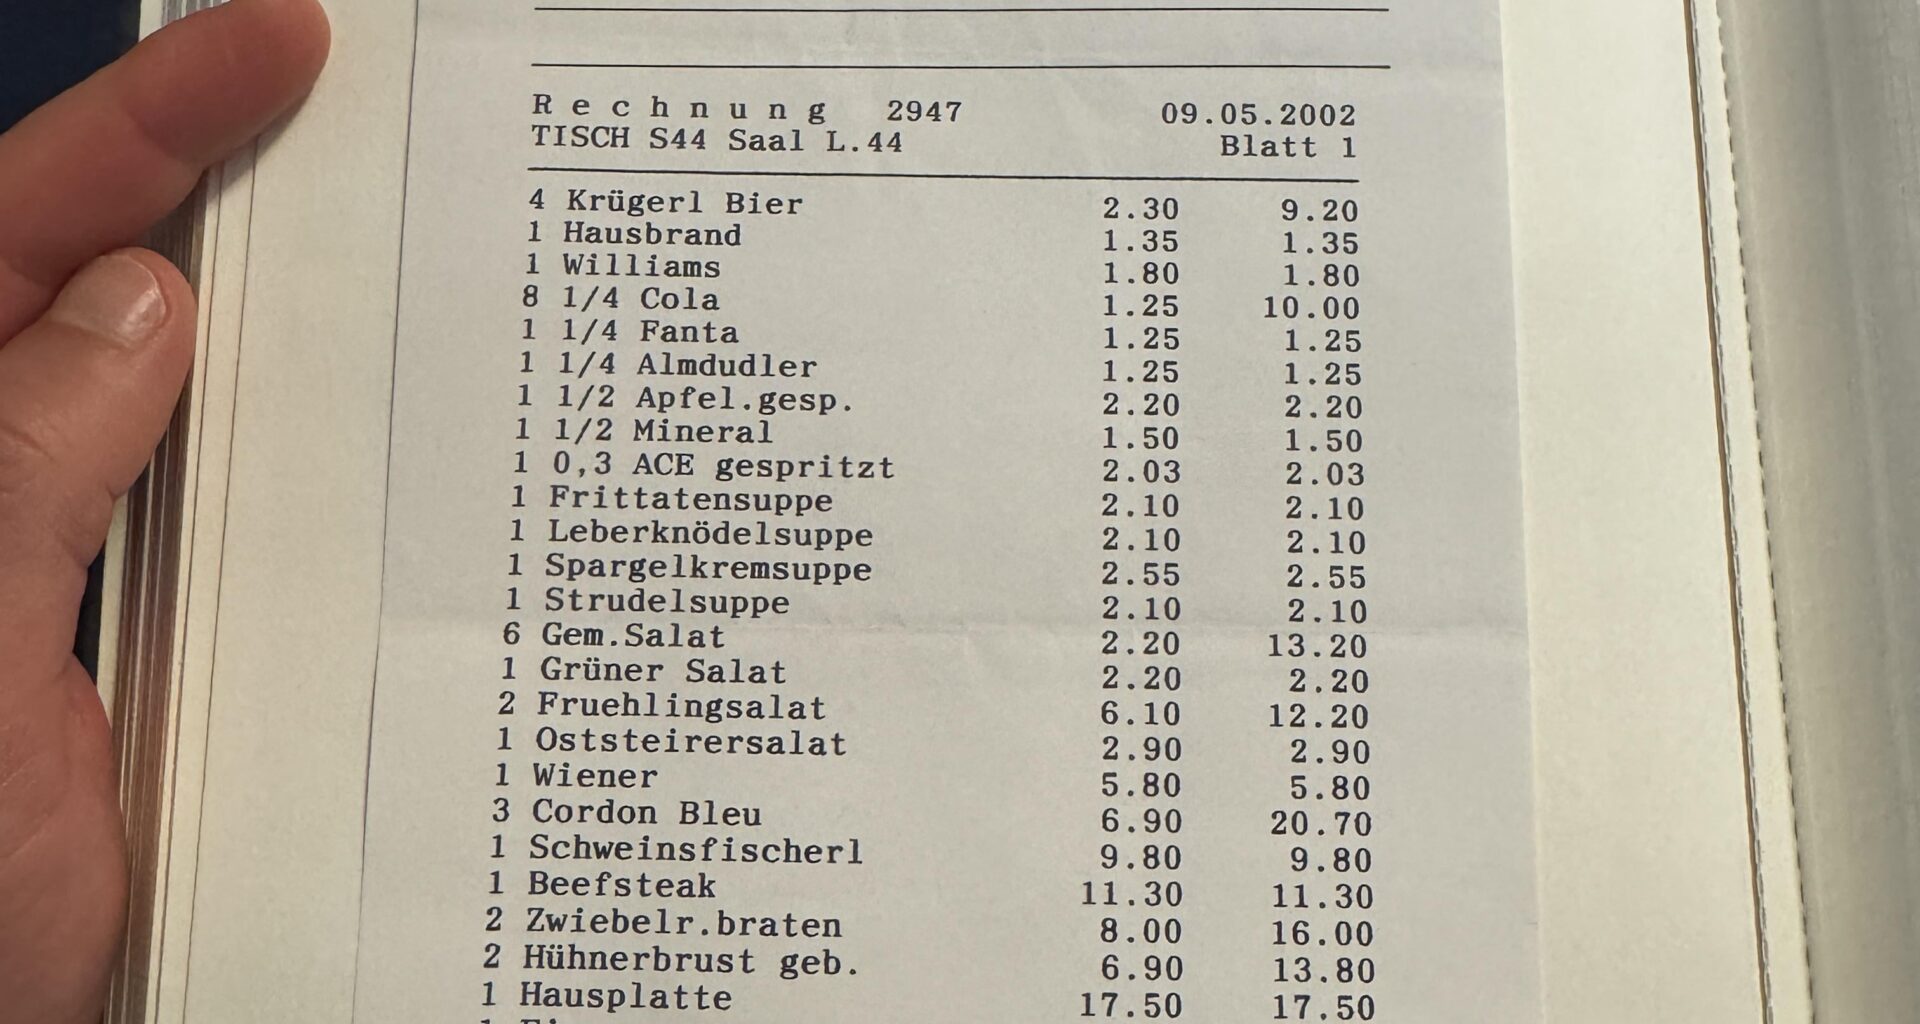 Rechnung 2947 09.05.2002
TISCH S44 Saal L.44 Blatt 1
4 Krügerl Bier 2.30 9.20
1 Hausbrand 1.35 1.35
1 Williams 1.80 1.80
8 1/4 Cola 1.25 10.00
1 1/4 Fanta 1.25 1.25
1 1/4 Almdudler 1.25 1.25
1 1/2 Apfel.gesp. 2.20 2.20
1 1/2 Mineral 1.50 1.50
1 0,3 ACE gespritzt 2.03 2.03
1 Frittatensuppe 2.10 2.10
1 Leberknödelsuppe 2.10 2.10
1 Spargelkremsuppe 2.55 2.55
1 Strudelsuppe 2.10 2.10
6 Gem.Salat 2.20 13.20
1 Grüner Salat 2.20 2.20
2 Fruehlingsalat 6.10 12.20
1 Oststeirersalat 2.90 2.90
1 Wiener 5.80 5.80
3 Cordon Bleu 6.90 20.70
1 Schweinsfischerl 9.80 9.80
1 Beefsteak 11.30 11.30
2 Zwiebelr.braten 8.00 16.00
2 Hühnerbrust geb. 6.90 13.80
1 Hausplatte 17.50 17.50